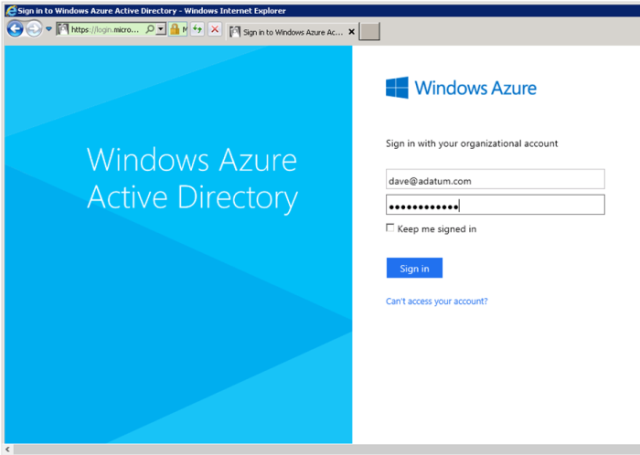 Sign in to Windows Azure Active Directory - Windows Internet Explorer
https://login.micro...
Sign in to Windows Azure Ac...
Windows Azure
Windows Azure
Active Directory
Sign in with your organizational account
dave@adatum.com
Keep me signed in
Sign in
Can't access your account?